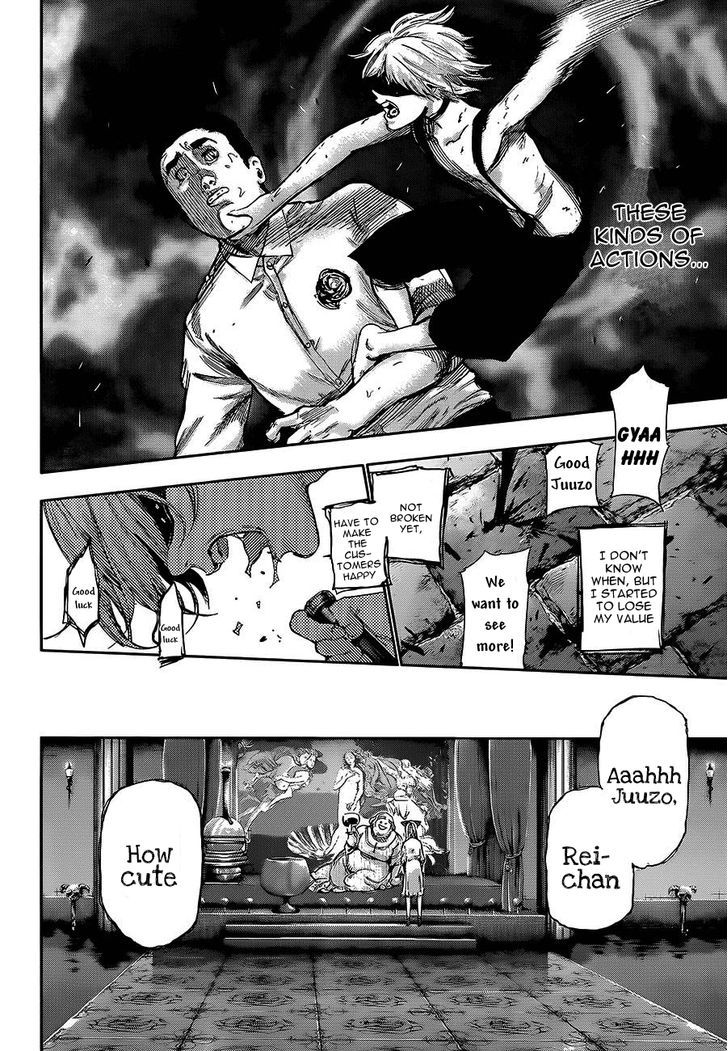 THESE
KINDS OF
ACTIONS...
GYAA
HHH
Good
Juuzo
I DON'T
KNOW
WHEN, BUT
I STARTED
TO LOSE
MY VALUE
We
want to
see
more!
NOT
BROKEN
YET,
HAVE TO
MAKE
THE
CUS-
TOMERS
HAPPY
Good
luck
Good
luck
Aaahhh
Juuzo,
Rei-
chan
How
cute